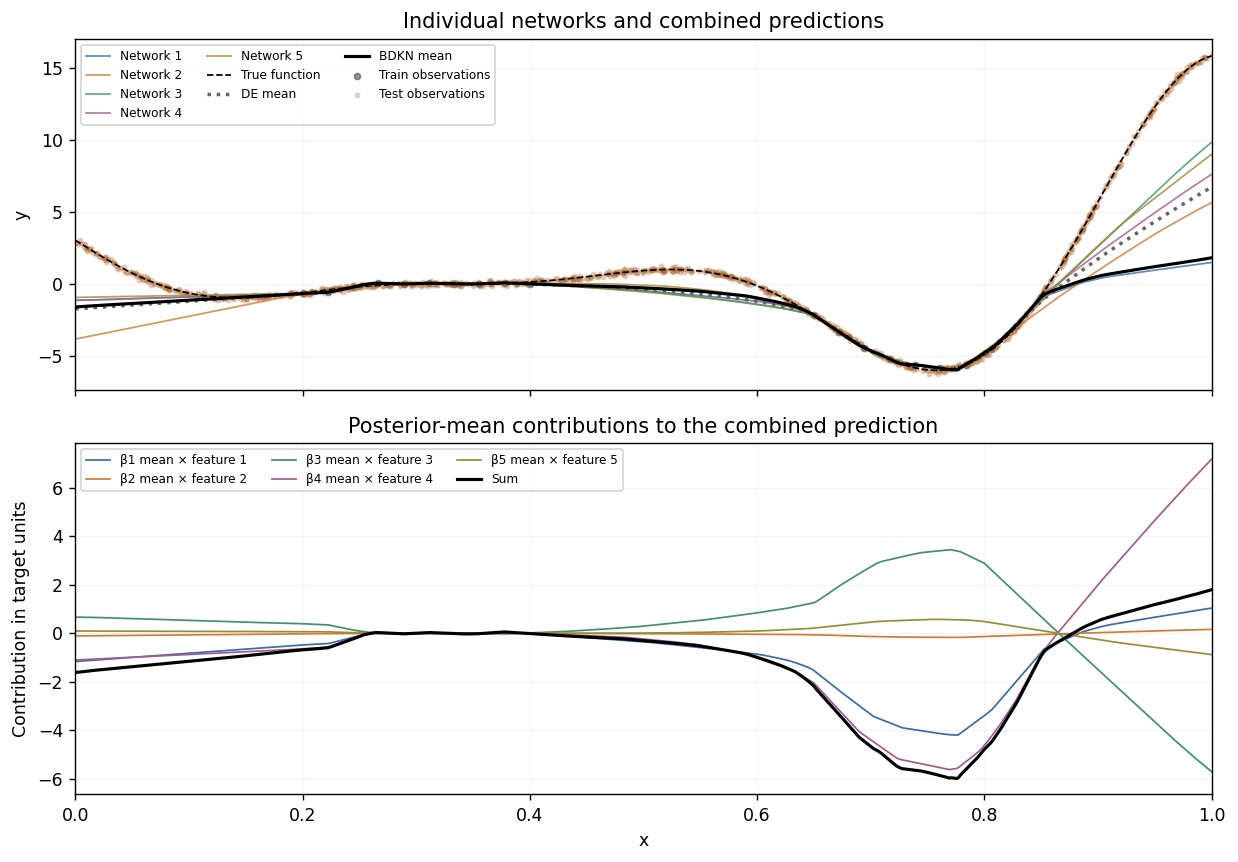 Individual networks and combined predictions
Network 1
Network 2
Network 3
Network 4
Network 5
True function
DE mean
BDKN mean
Train observations
Test observations
15
10
5
0
−5
y
Posterior-mean contributions to the combined prediction
β1 mean × feature 1
β2 mean × feature 2
β3 mean × feature 3
β4 mean × feature 4
β5 mean × feature 5
Sum
6
4
2
0
−2
−4
−6
Contribution in target units
0.0 0.2 0.4 0.6 0.8 1.0
x